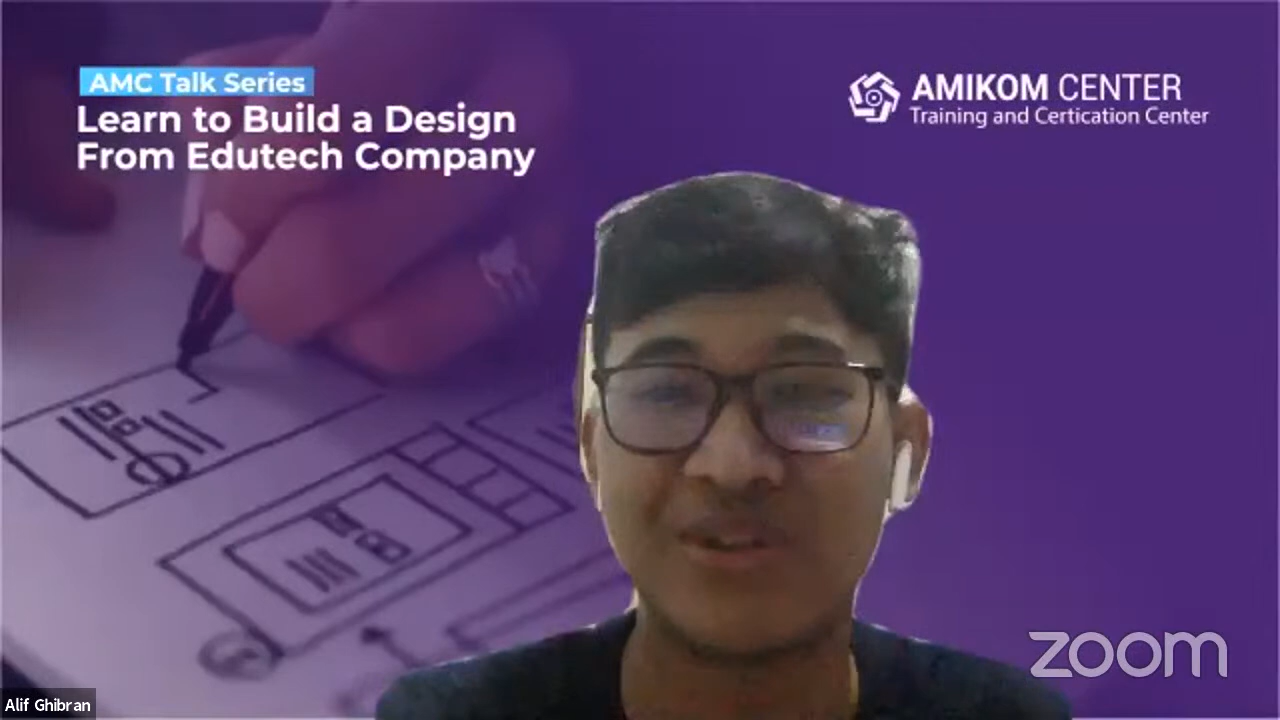 AMC Talk Series
Learn to Build a Design
From Edutech Company
AMIKOM CENTER
Training and Certication Center
zoom
Alif Ghibran